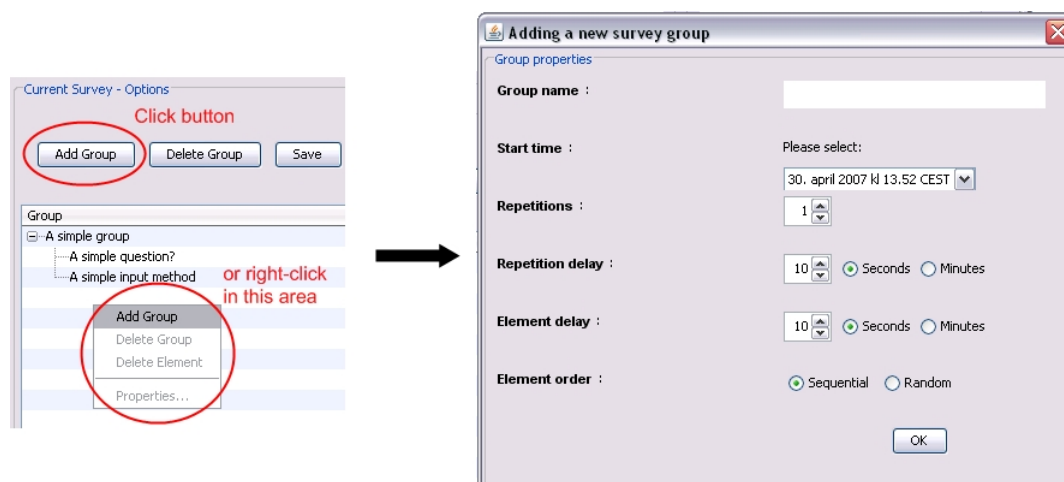 Current Survey - Options
Click button
Add Group Delete Group Save
Group
A simple group
A simple question?
A simple input method
or right-click
in this area
Add Group
Delete Group
Delete Element
Properties...
Adding a new survey group
Group properties
Group name :
Start time : Please select:
30. april 2007 kl 13.52 CEST
Repetitions : 1
Repetition delay : 10 Seconds Minutes
Element delay : 10 Seconds Minutes
Element order : Sequential Random
OK